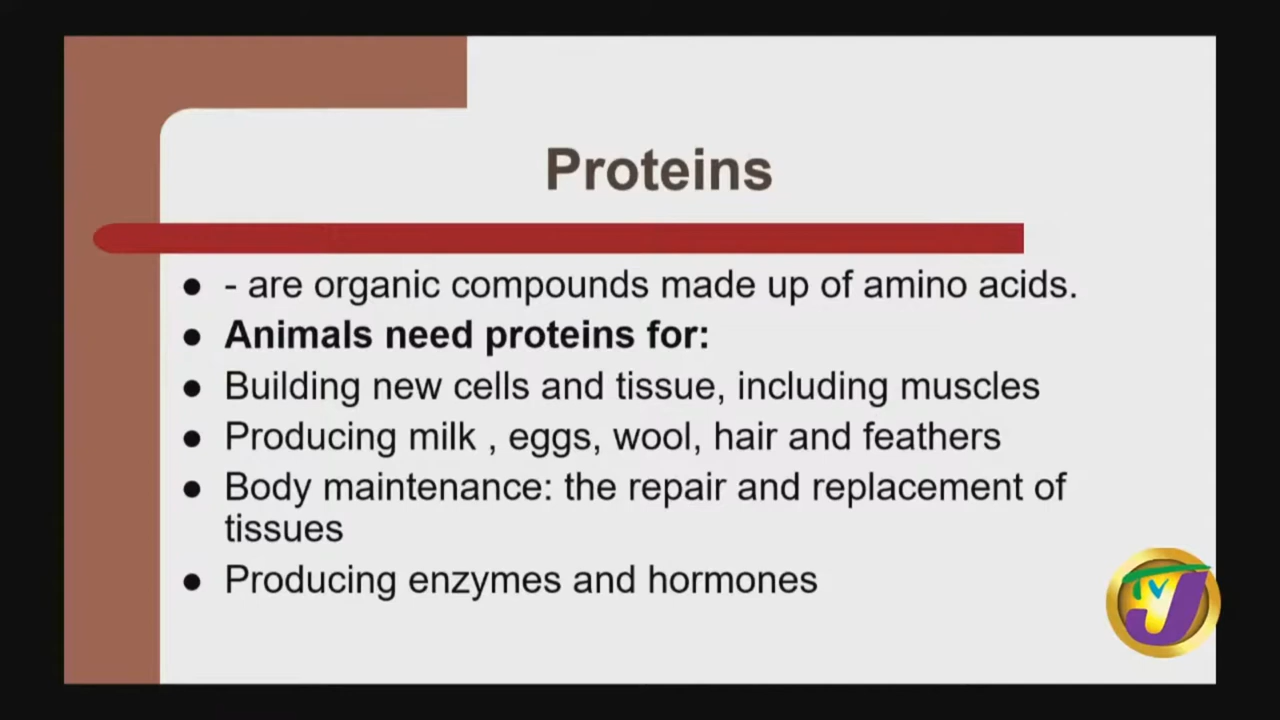 Proteins
● - are organic compounds made up of amino acids.
● Animals need proteins for:
● Building new cells and tissue, including muscles
● Producing milk , eggs, wool, hair and feathers
● Body maintenance: the repair and replacement of
tissues
● Producing enzymes and hormones
TVJ